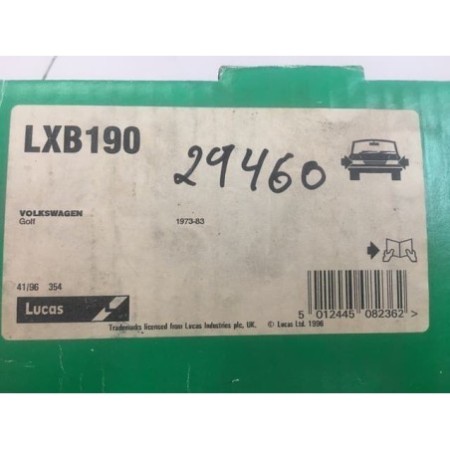 LXB190
29460
VOLKSWAGEN
Golf 1973-83
41/96 354
Lucas
5 012445 082362 >
Trademarks licensed from Lucas Industries plc, UK. © Lucas Ltd. 1996